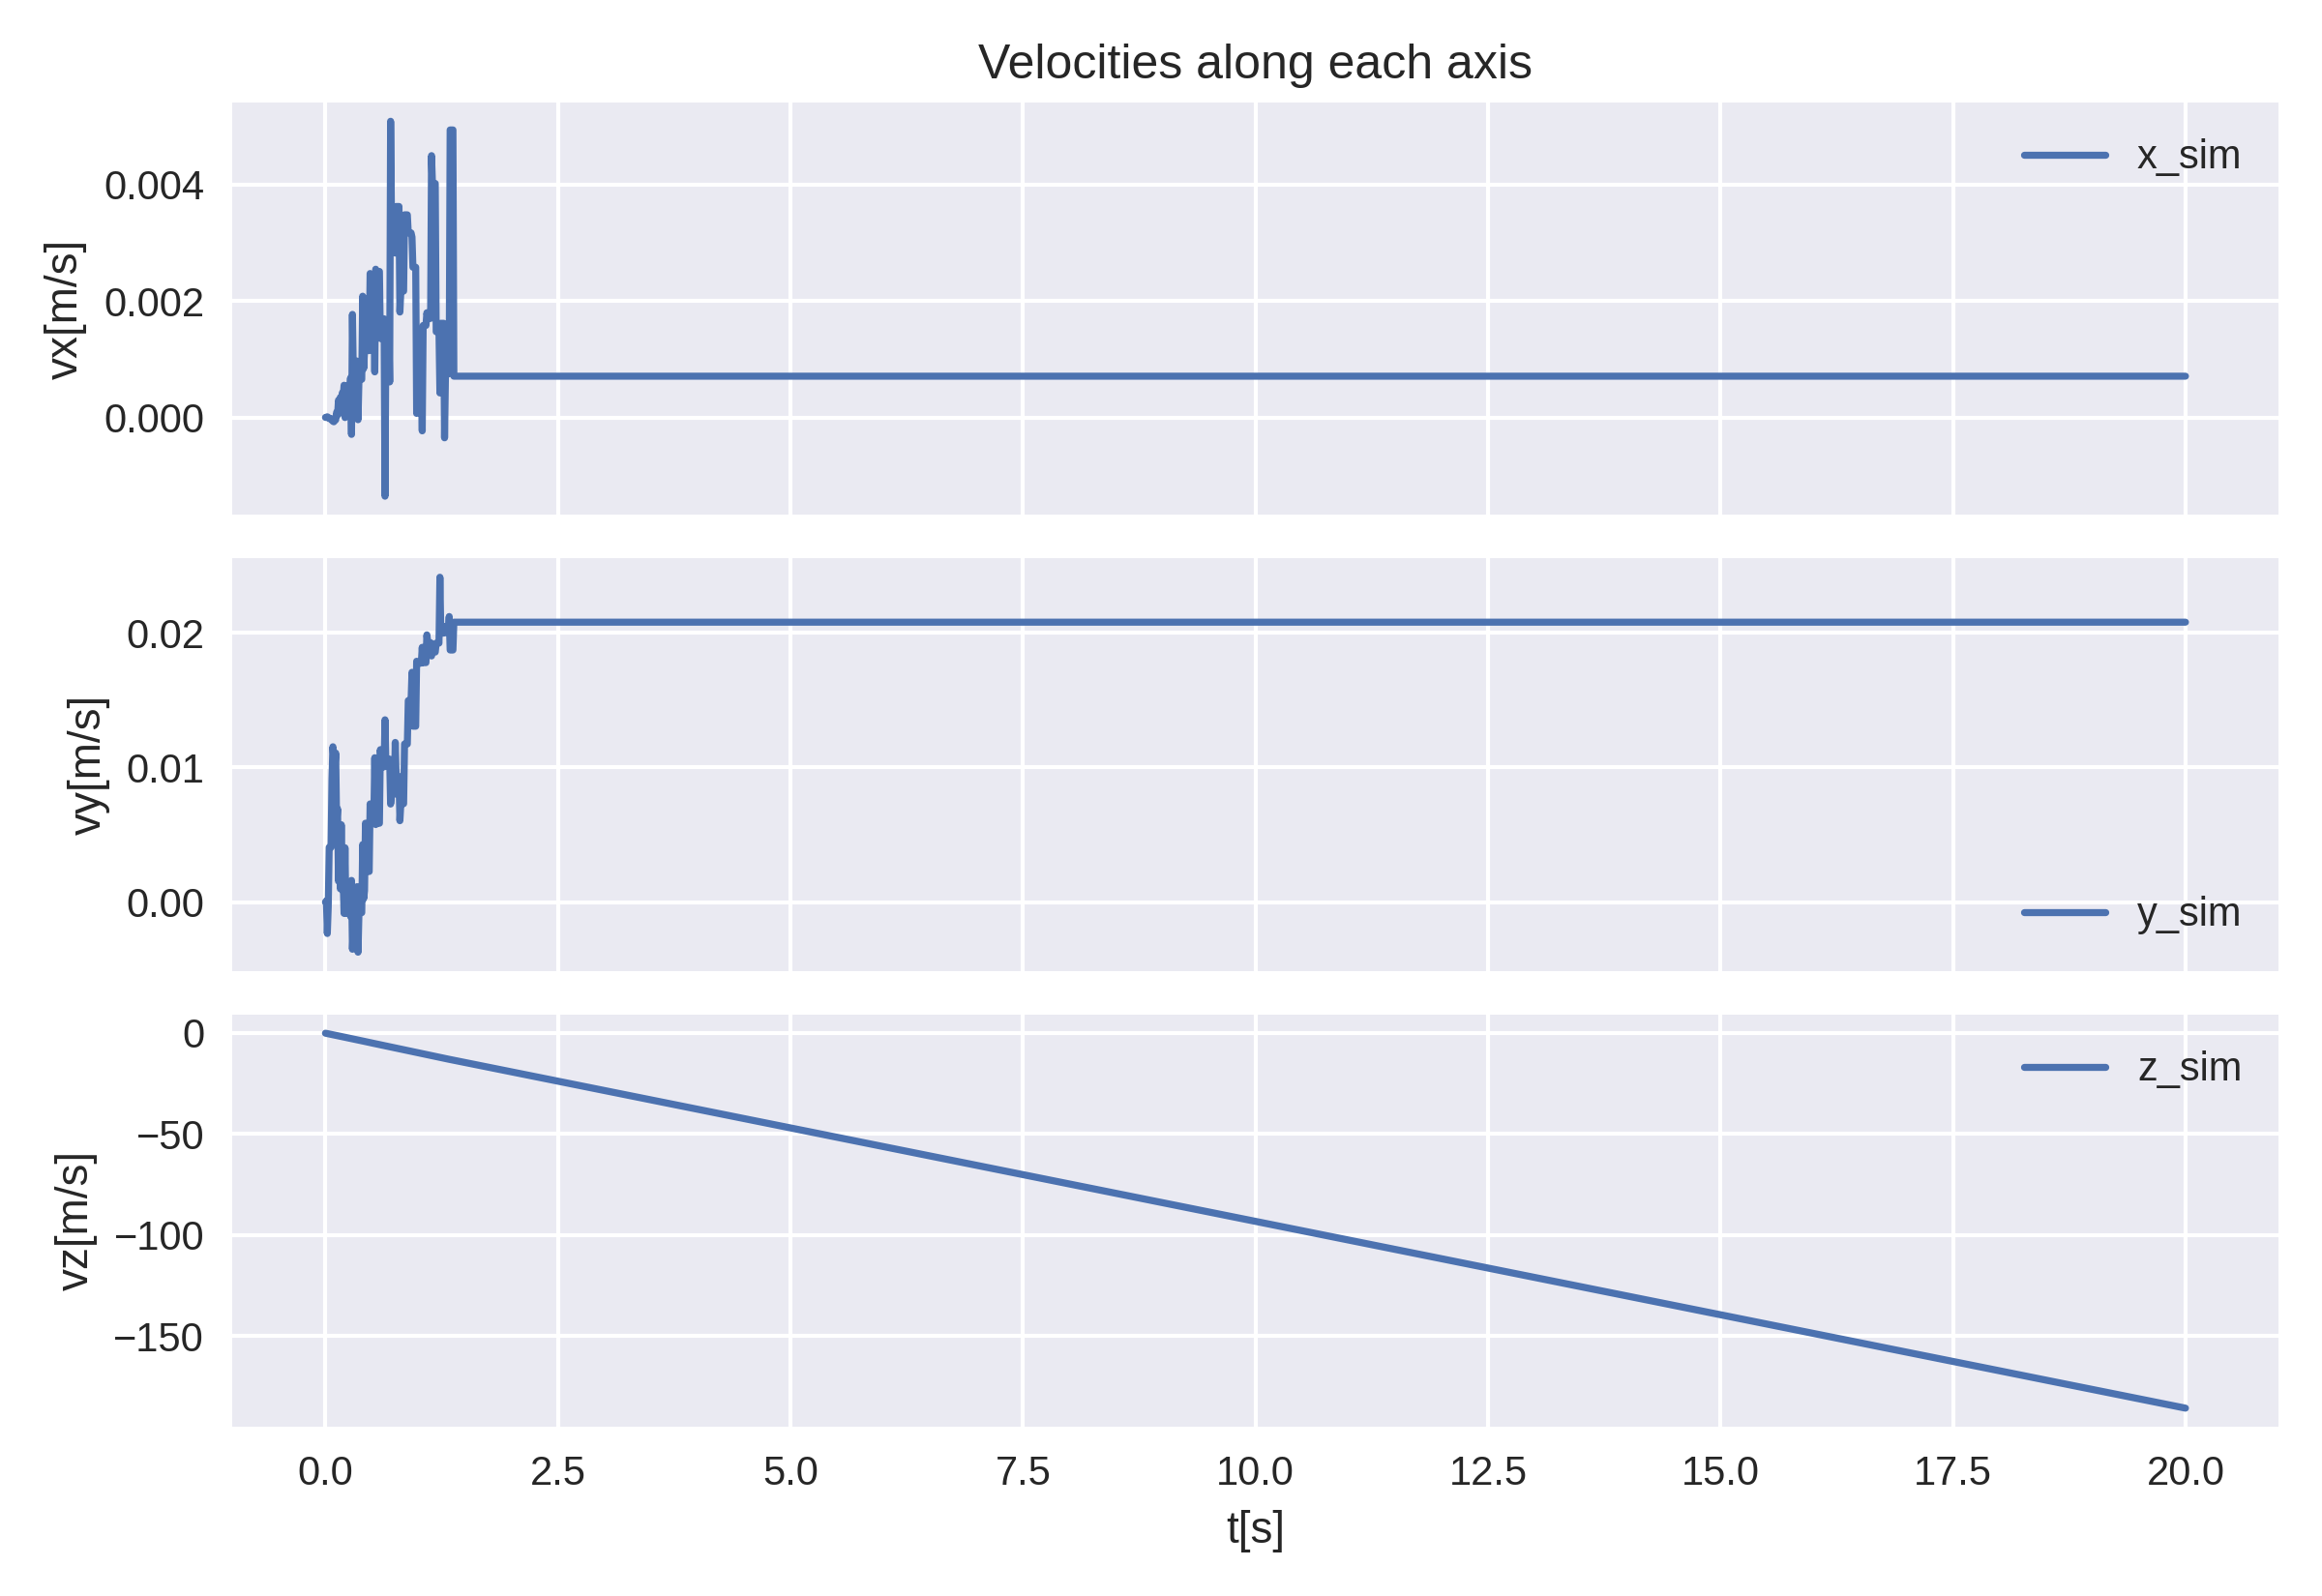 Velocities along each axis
vx[m/s]
0.004
0.002
0.000
x_sim
vy[m/s]
0.02
0.01
0.00
y_sim
vz[m/s]
0
−50
−100
−150
z_sim
0.0 2.5 5.0 7.5 10.0 12.5 15.0 17.5 20.0
t[s]